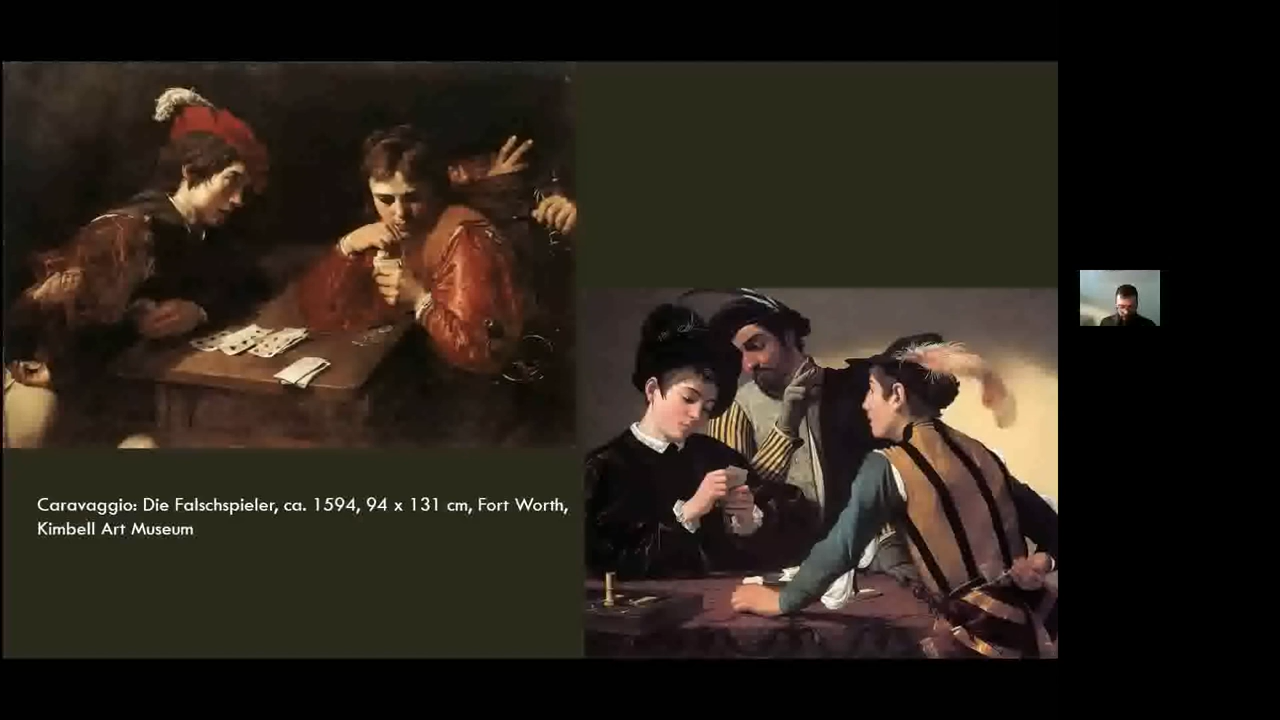 Caravaggio: Die Falschspieler, ca. 1594, 94 x 131 cm, Fort Worth,
Kimbell Art Museum